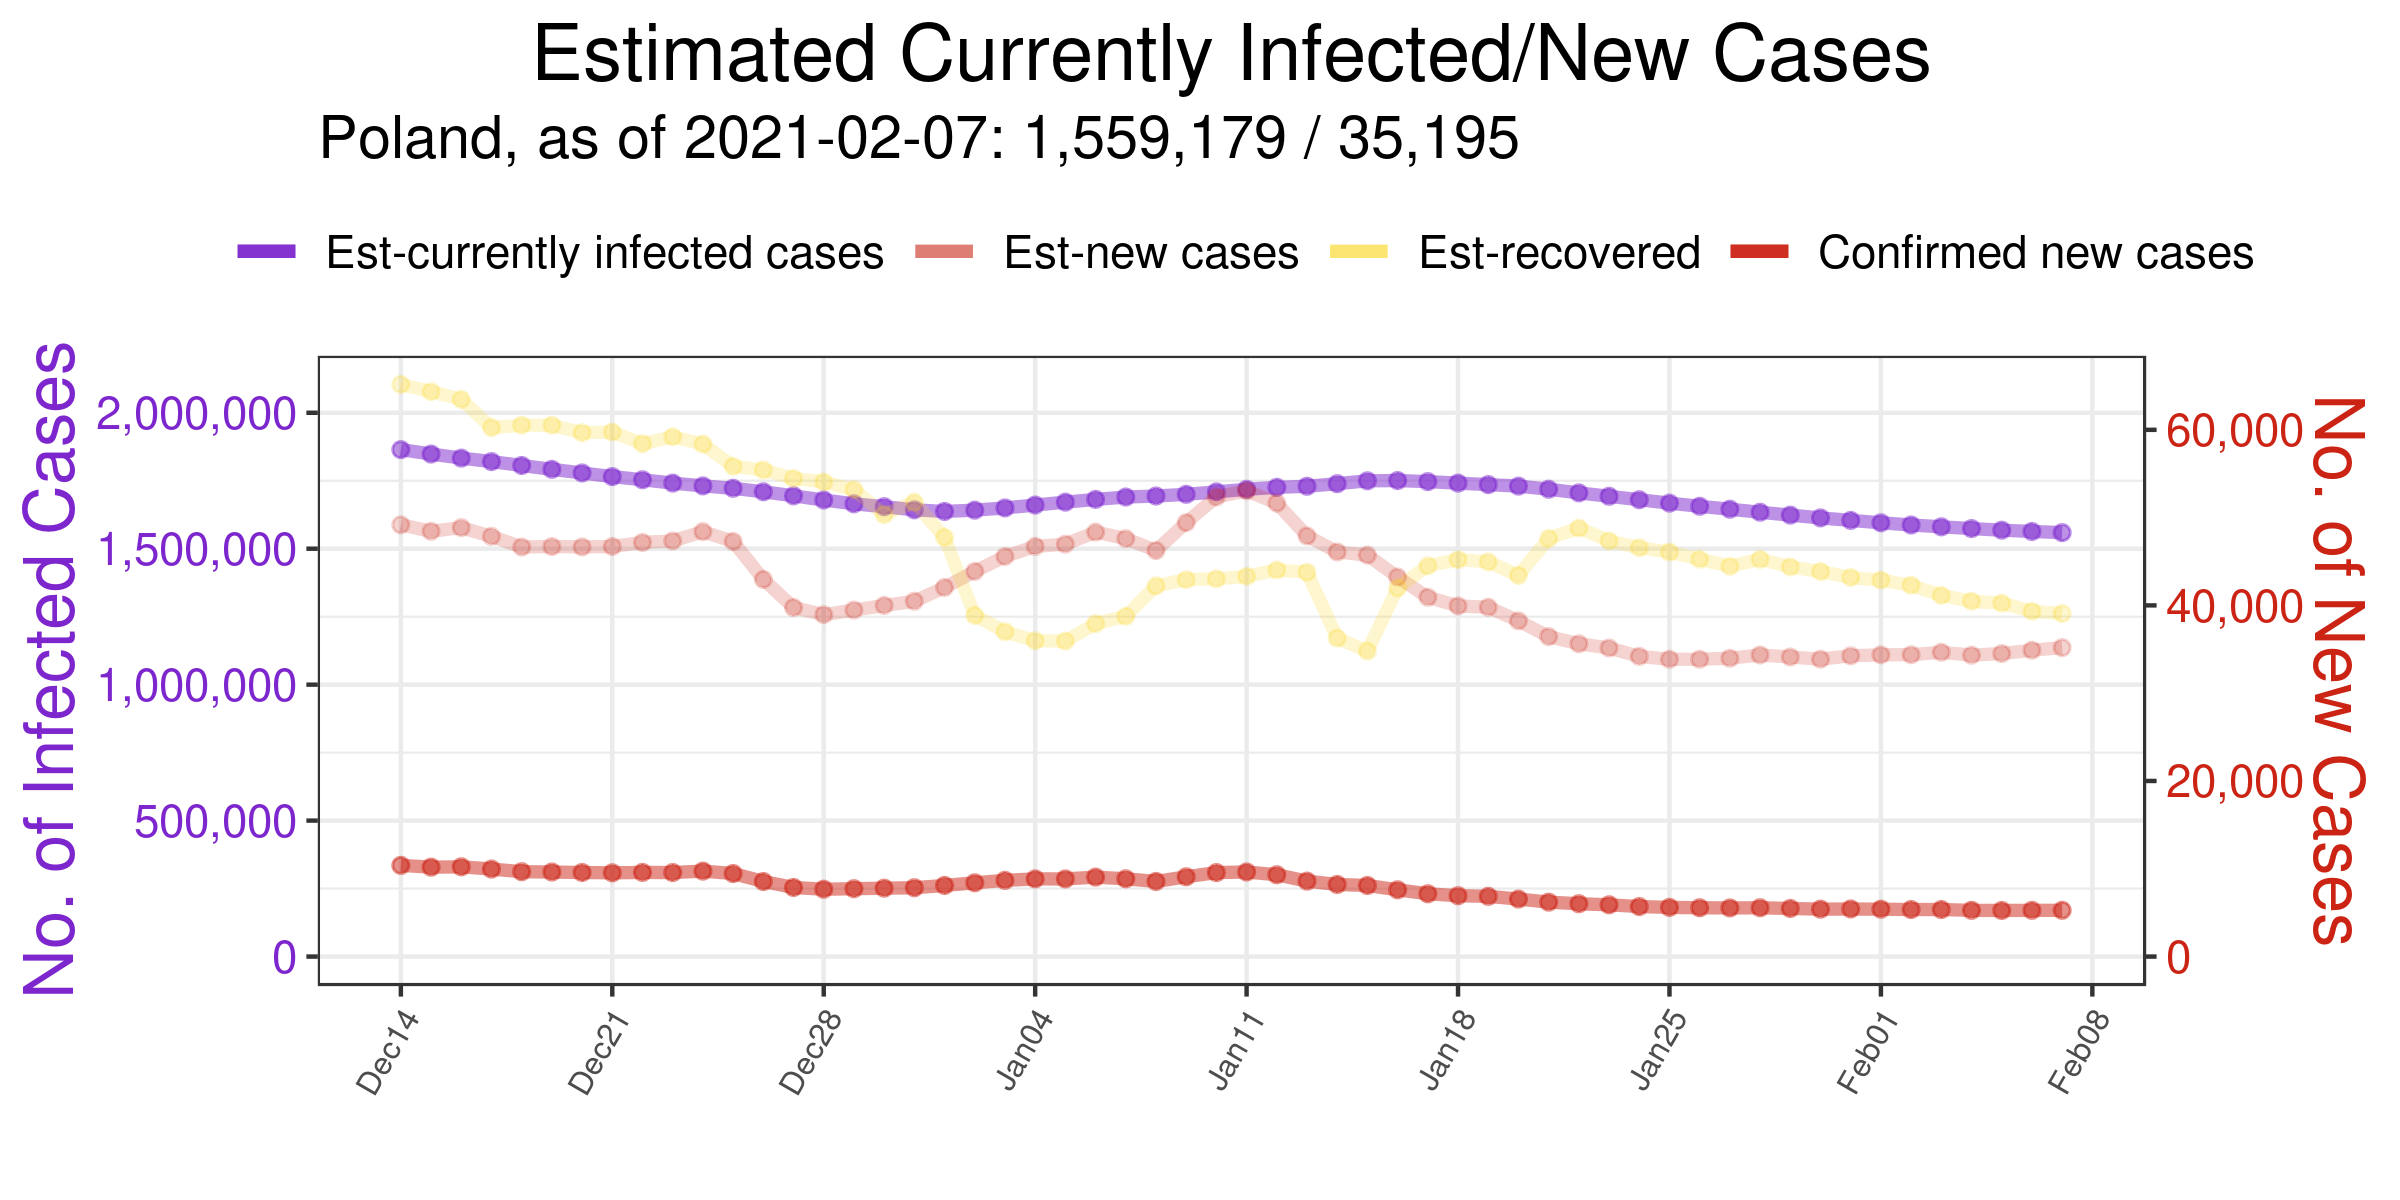 Estimated Currently Infected/New Cases
Poland, as of 2021-02-07: 1,559,179 / 35,195
Est-currently infected cases Est-new cases Est-recovered Confirmed new cases
No. of Infected Cases
2,000,000
1,500,000
1,000,000
500,000
0
60,000
40,000
20,000
0
No. of New Cases
Dec14 Dec21 Dec28 Jan04 Jan11 Jan18 Jan25 Feb01 Feb08